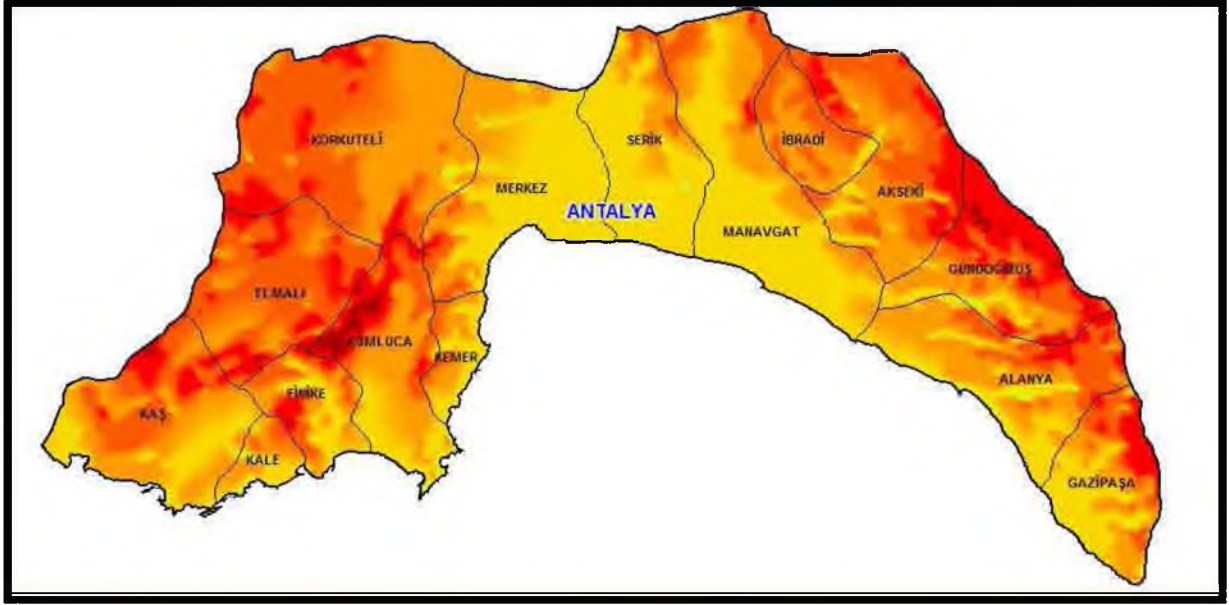 KORKUTELİ
SERİK
İBRADİ
MERKEZ
AKSEKİ
ANTALYA
MANAVGAT
GÜNDOĞMUŞ
ELMALI
KUMLUCA
KEMER
ALANYA
FİNİKE
KAŞ
KALE
GAZİPAŞA